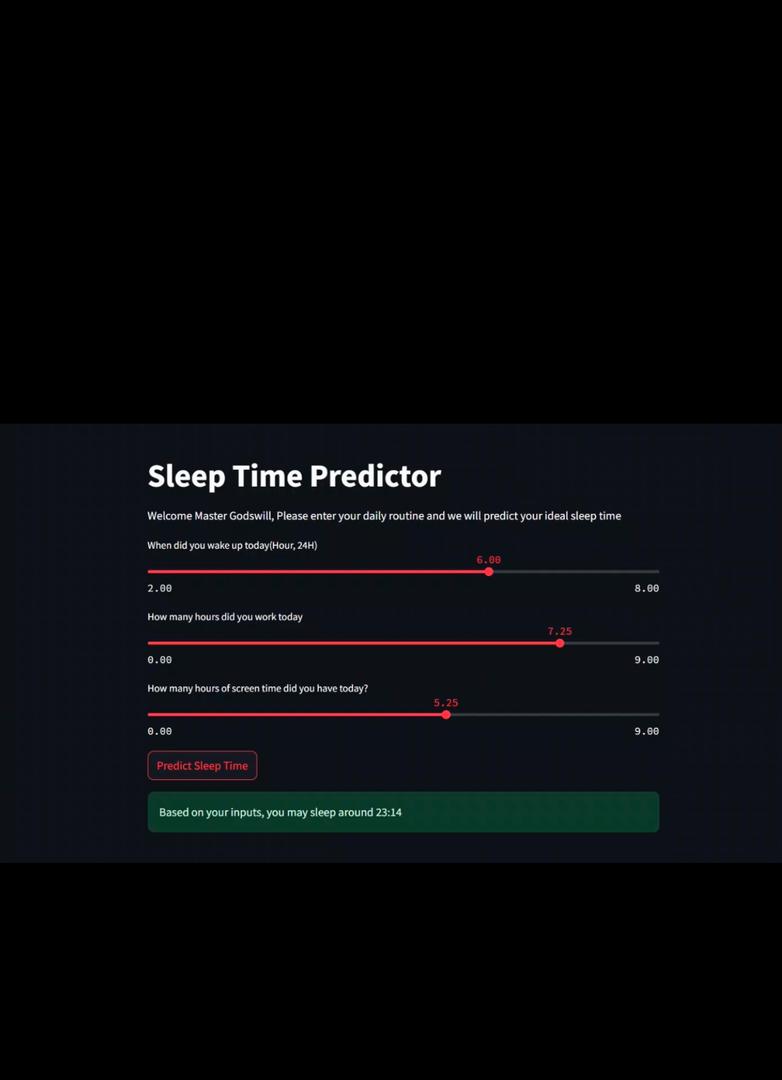 Sleep Time Predictor
Welcome Master Godswill, Please enter your daily routine and we will predict your ideal sleep time
When did you wake up today(Hour, 24H)
6.00
2.00 8.00
How many hours did you work today
7.25
0.00 9.00
How many hours of screen time did you have today?
5.25
0.00 9.00
Predict Sleep Time
Based on your inputs, you may sleep around 23:14